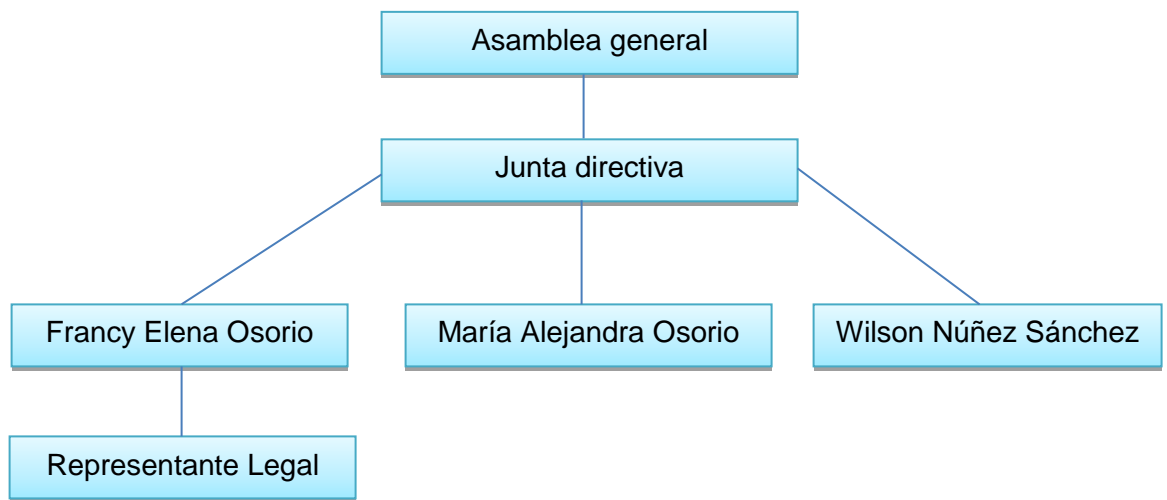 Asamblea general
Junta directiva
Francy Elena Osorio
María Alejandra Osorio
Wilson Núñez Sánchez
Representante Legal